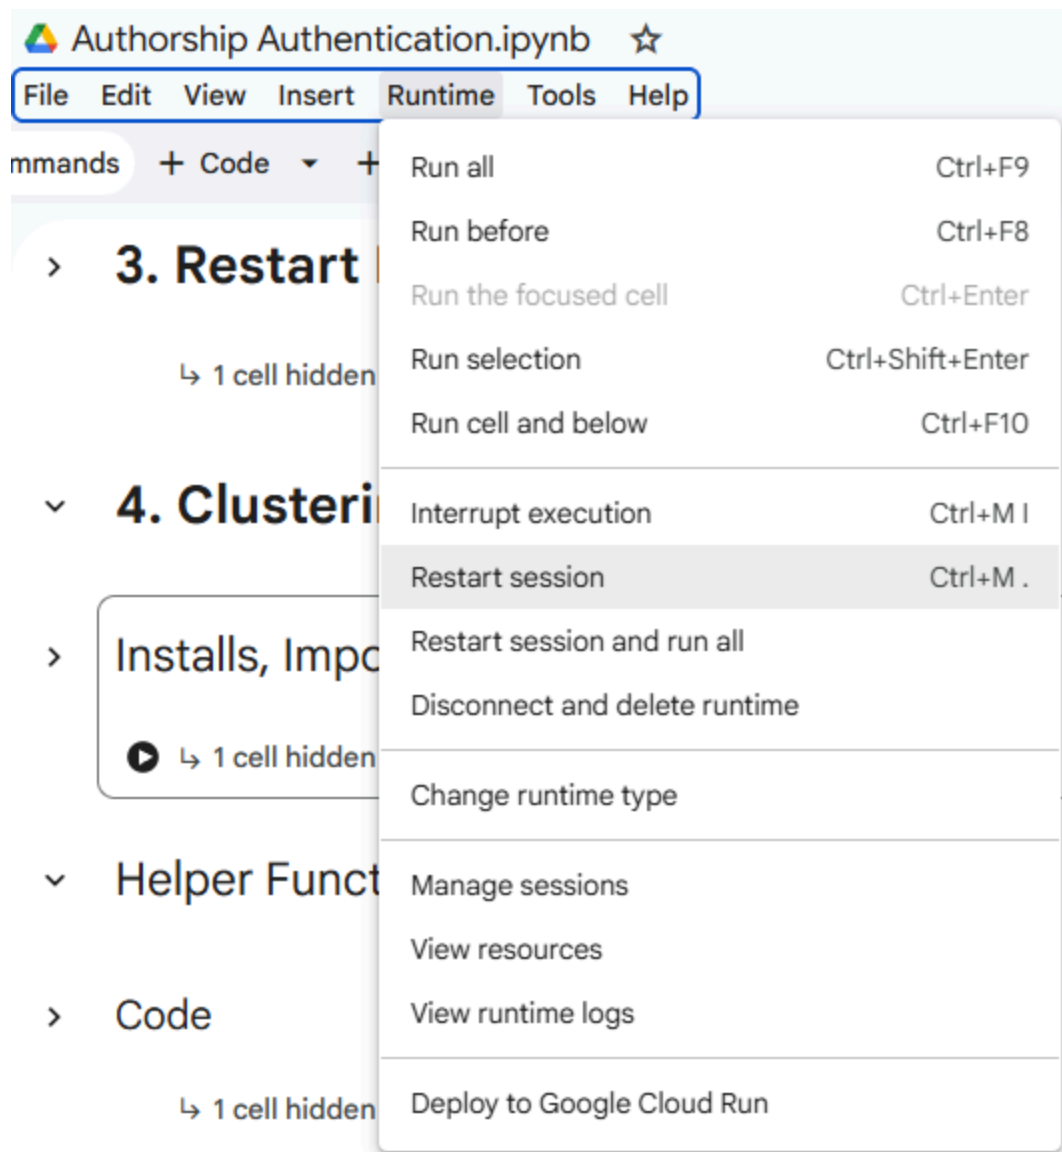 Authorship Authentication.ipynb
File Edit View Insert Runtime Tools Help
mmands + Code +
Run all Ctrl+F9
Run before Ctrl+F8
3. Restart
Run the focused cell Ctrl+Enter
Run selection Ctrl+Shift+Enter
↳ 1 cell hidden
Run cell and below Ctrl+F10
4. Clusteri
Interrupt execution Ctrl+M I
Restart session Ctrl+M .
Restart session and run all
Installs, Impo
Disconnect and delete runtime
↳ 1 cell hidden
Change runtime type
Helper Funct
Manage sessions
View resources
Code
View runtime logs
↳ 1 cell hidden
Deploy to Google Cloud Run